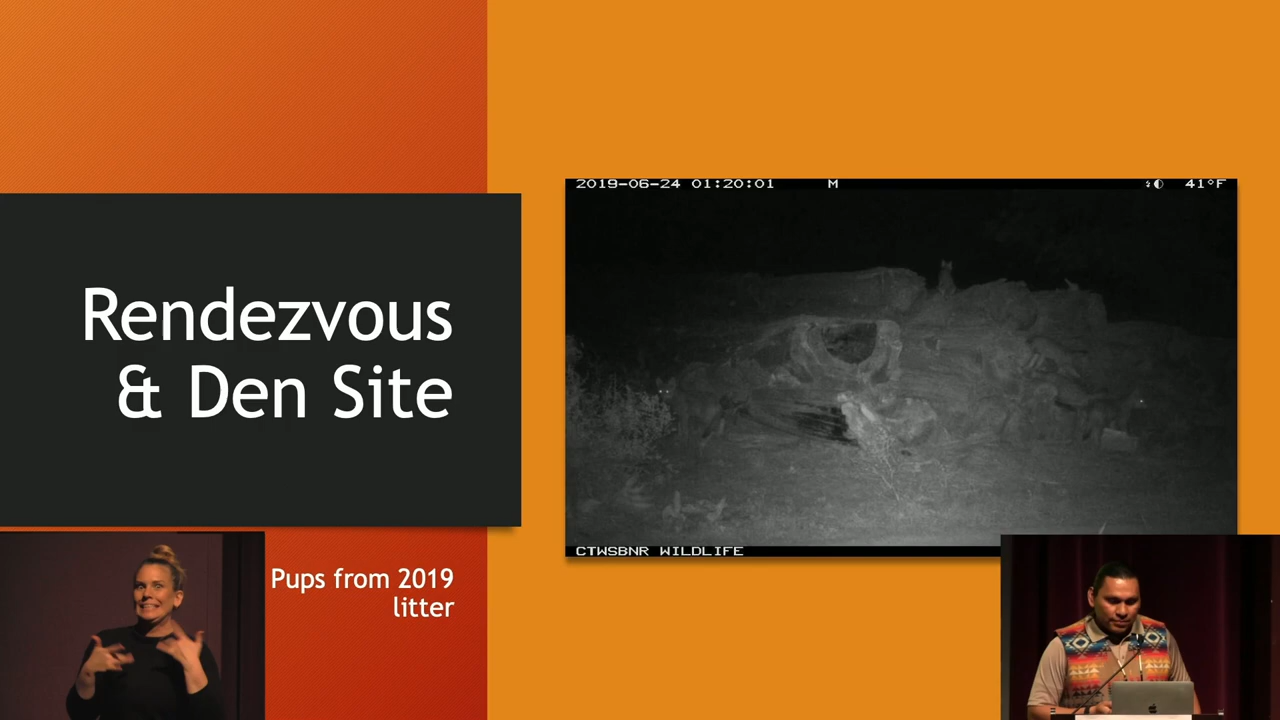 Rendezvous
& Den Site
Pups from 2019
litter
2019-06-24 01:20:01 M 41°F
CTWSBNR WILDLIFE